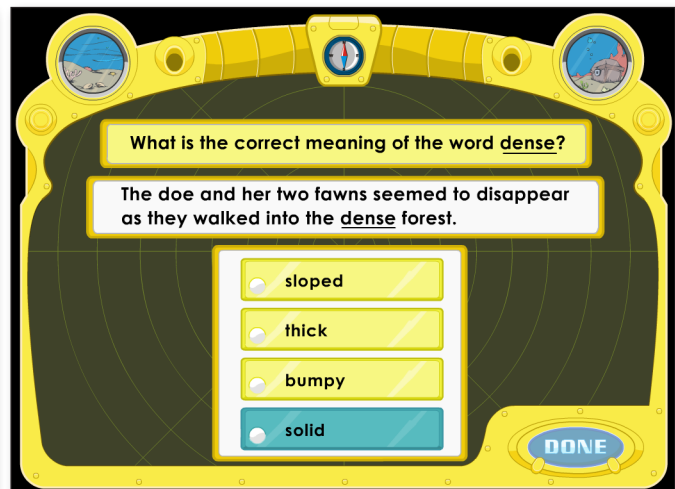 What is the correct meaning of the word dense?
The doe and her two fawns seemed to disappear
as they walked into the dense forest.
sloped
thick
bumpy
solid
DONE